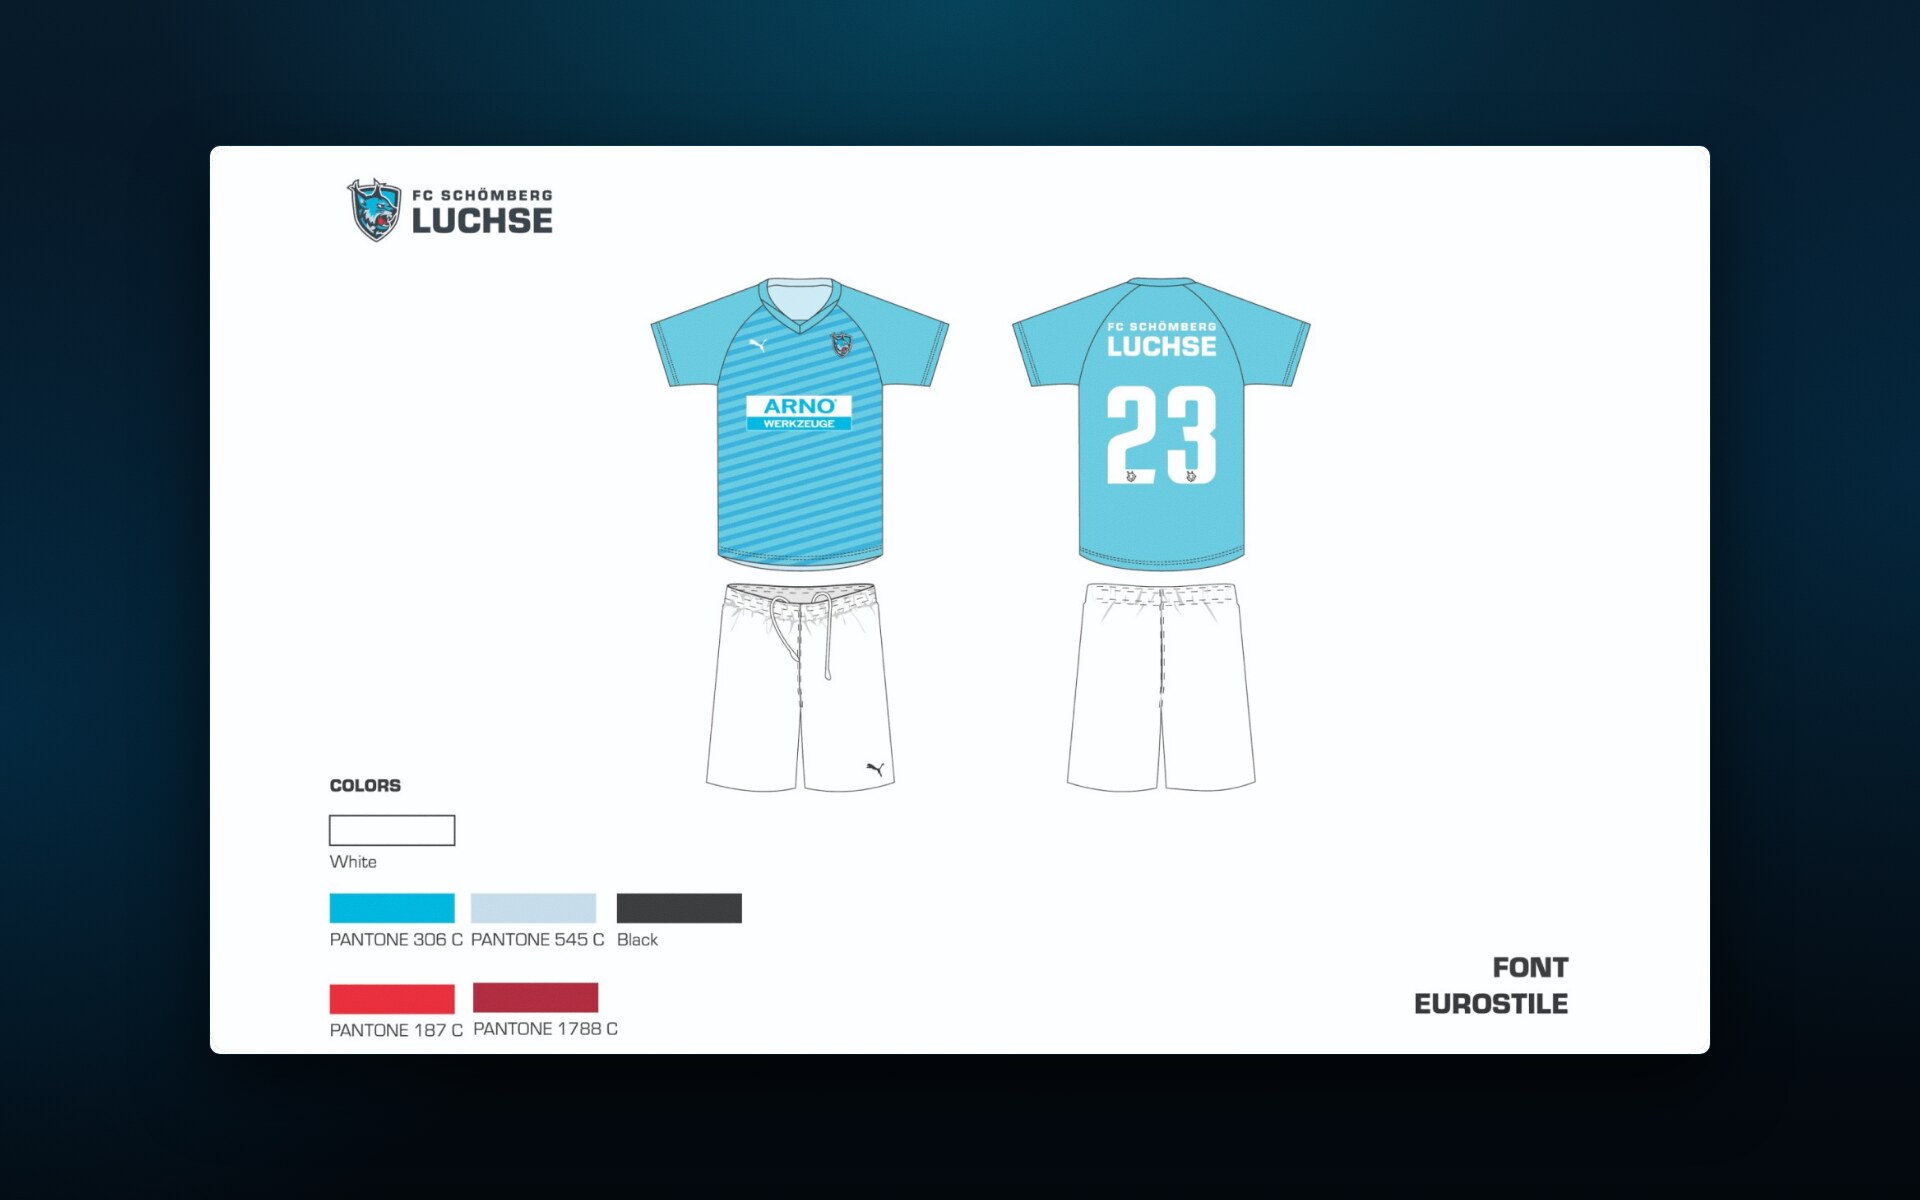 FC SCHÖMBERG
LUCHSE
ARNO
WERKZEUGE
FC SCHÖMBERG
LUCHSE
23
COLORS
White
PANTONE 306 C
PANTONE 545 C
Black
PANTONE 187 C
PANTONE 1788 C
FONT
EUROSTILE